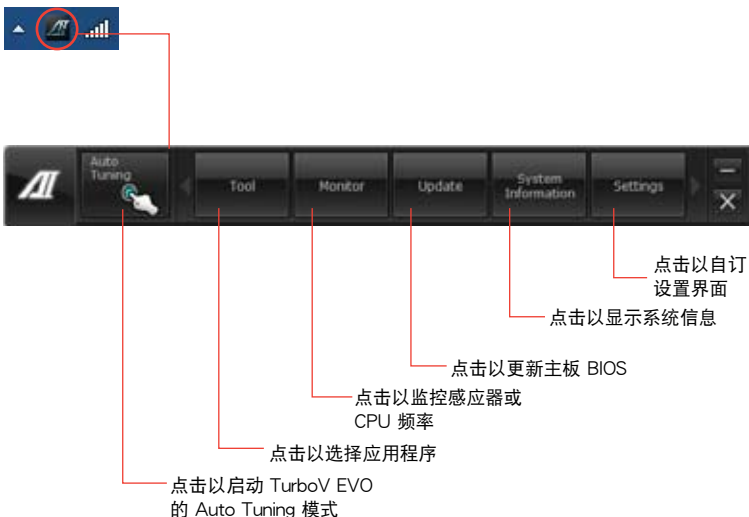 Auto
Tuning
Tool
Monitor
Update
System
Information
Settings
点击以自订
设置界面
点击以显示系统信息
点击以更新主板 BIOS
点击以监控感应器或
CPU 频率
点击以选择应用程序
点击以启动 TurboV EVO
的 Auto Tuning 模式